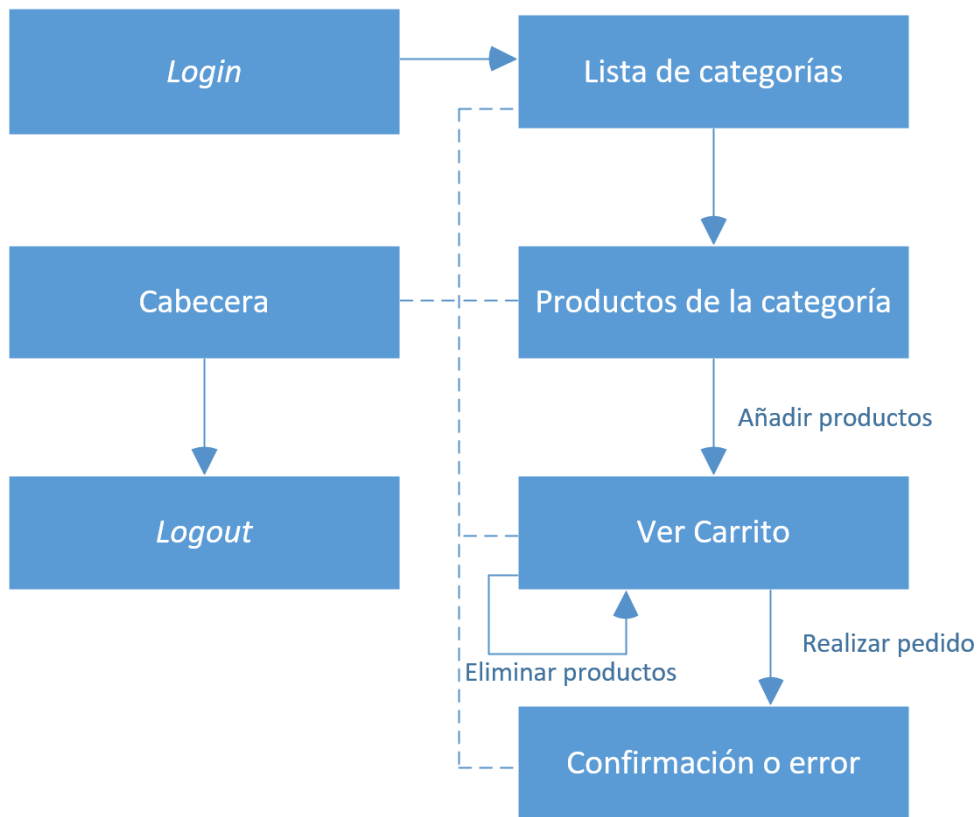 Login
Lista de categorías
Cabecera
Productos de la categoría
Añadir productos
Logout
Ver Carrito
Realizar pedido
Eliminar productos
Confirmación o error